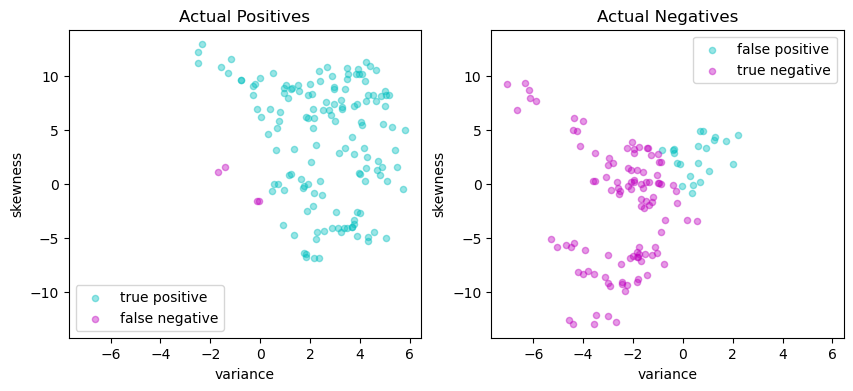 Actual Positives
skewness
10
5
0
−5
−10
true positive
false negative
−6 −4 −2 0 2 4 6
variance
Actual Negatives
skewness
10
5
0
−5
−10
false positive
true negative
−6 −4 −2 0 2 4 6
variance